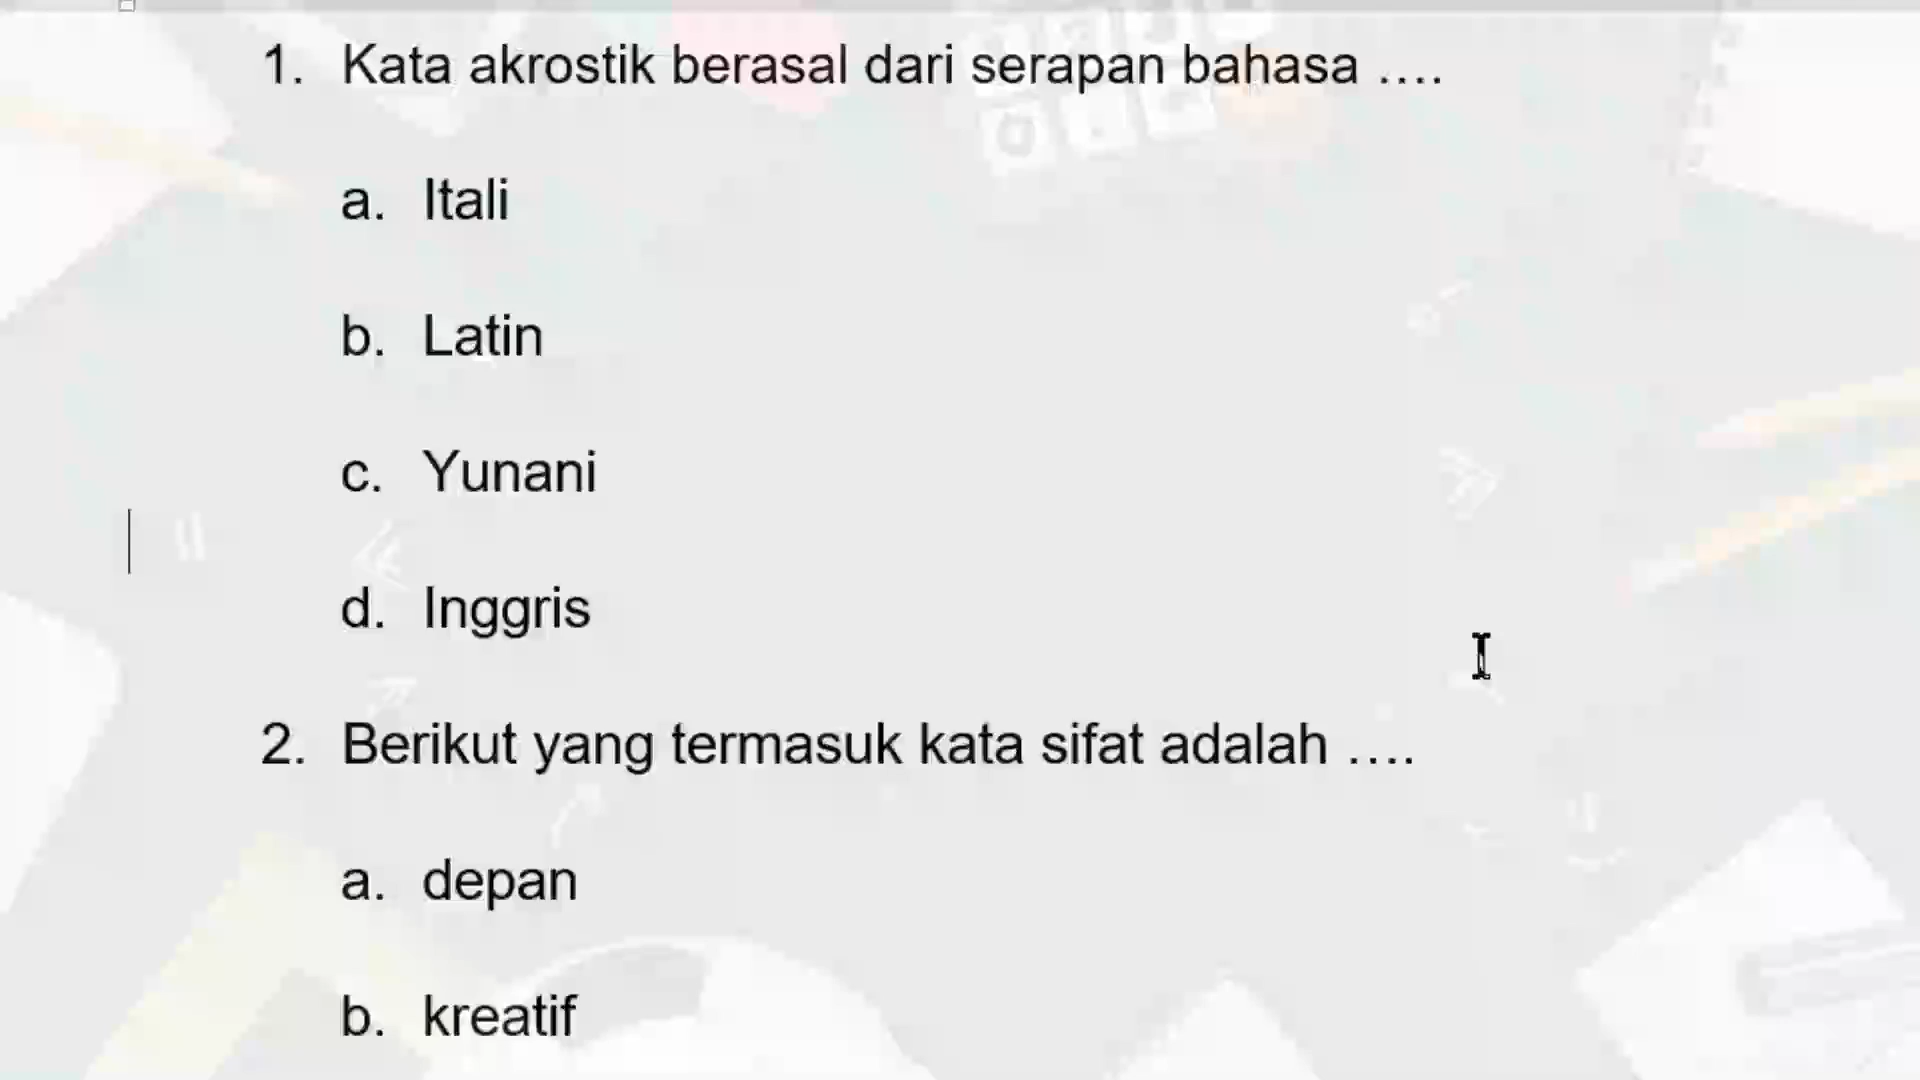 1. Kata akrostik berasal dari serapan bahasa ....
a. Itali
b. Latin
c. Yunani
d. Inggris
2. Berikut yang termasuk kata sifat adalah ....
a. depan
b. kreatif